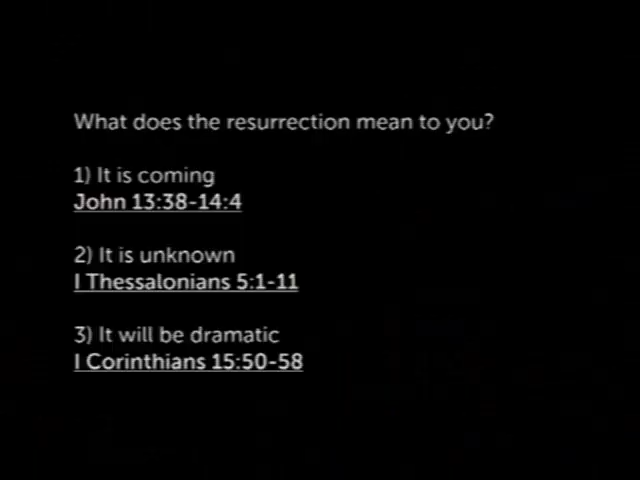 What does the resurrection mean to you?
1) It is coming
John 13:38-14:4
2) It is unknown
I Thessalonians 5:1-11
3) It will be dramatic
I Corinthians 15:50-58